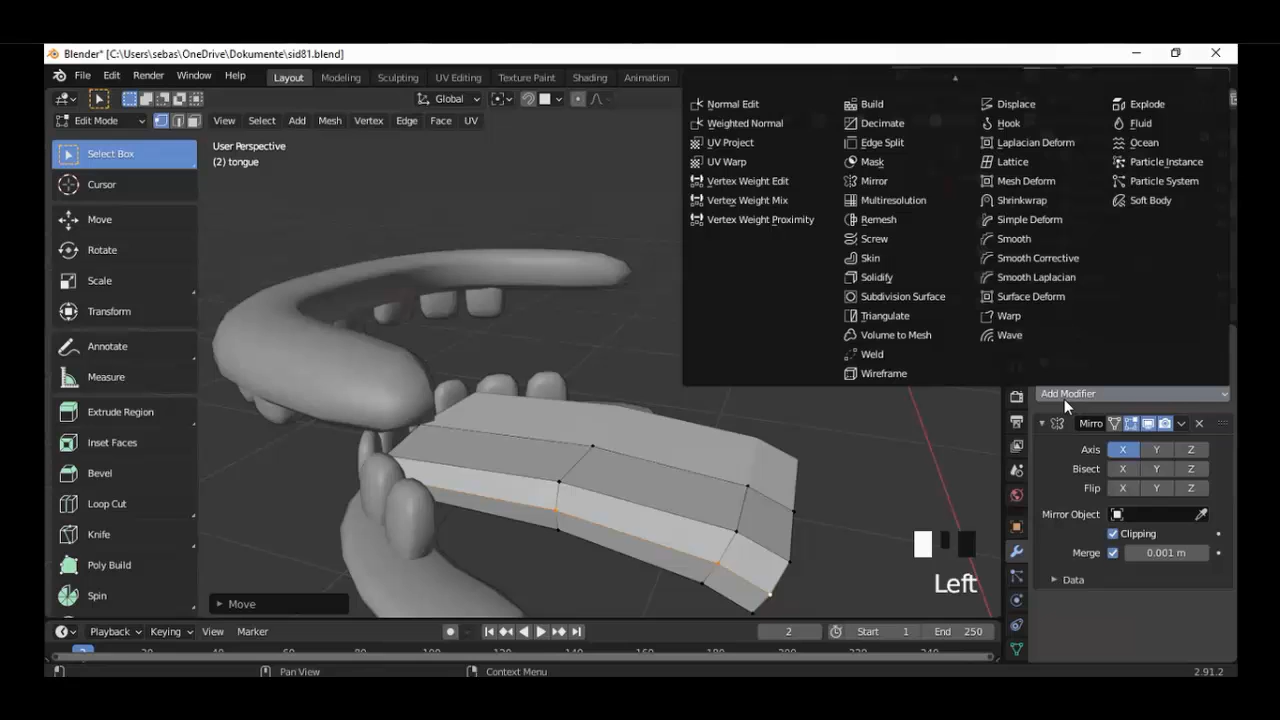 Blender* [C:\Users\sebas\OneDrive\Dokumente\sid81.blend]
File Edit Render Window Help Layout Modeling Sculpting UV Editing Texture Paint Shading Animation
Global
Edit Mode View Select Add Mesh Vertex Edge Face UV
User Perspective
(2) tongue
Select Box
Cursor
Move
Rotate
Scale
Transform
Annotate
Measure
Extrude Region
Inset Faces
Bevel
Loop Cut
Knife
Poly Build
Spin
Normal Edit
Weighted Normal
UV Project
UV Warp
Vertex Weight Edit
Vertex Weight Mix
Vertex Weight Proximity
Build
Decimate
Edge Split
Mask
Mirror
Multiresolution
Remesh
Screw
Skin
Solidify
Subdivision Surface
Triangulate
Volume to Mesh
Weld
Wireframe
Displace
Hook
Laplacian Deform
Lattice
Mesh Deform
Shrinkwrap
Simple Deform
Smooth
Smooth Corrective
Smooth Laplacian
Surface Deform
Warp
Wave
Explode
Fluid
Ocean
Particle Instance
Particle System
Soft Body
Add Modifier
Mirro
Axis X Y Z
Bisect X Y Z
Flip X Y Z
Mirror Object
Clipping
Merge 0.001 m
Data
Left
Move
Playback Keying View Marker 2 Start 1 End 250
Pan View Context Menu 2.91.2